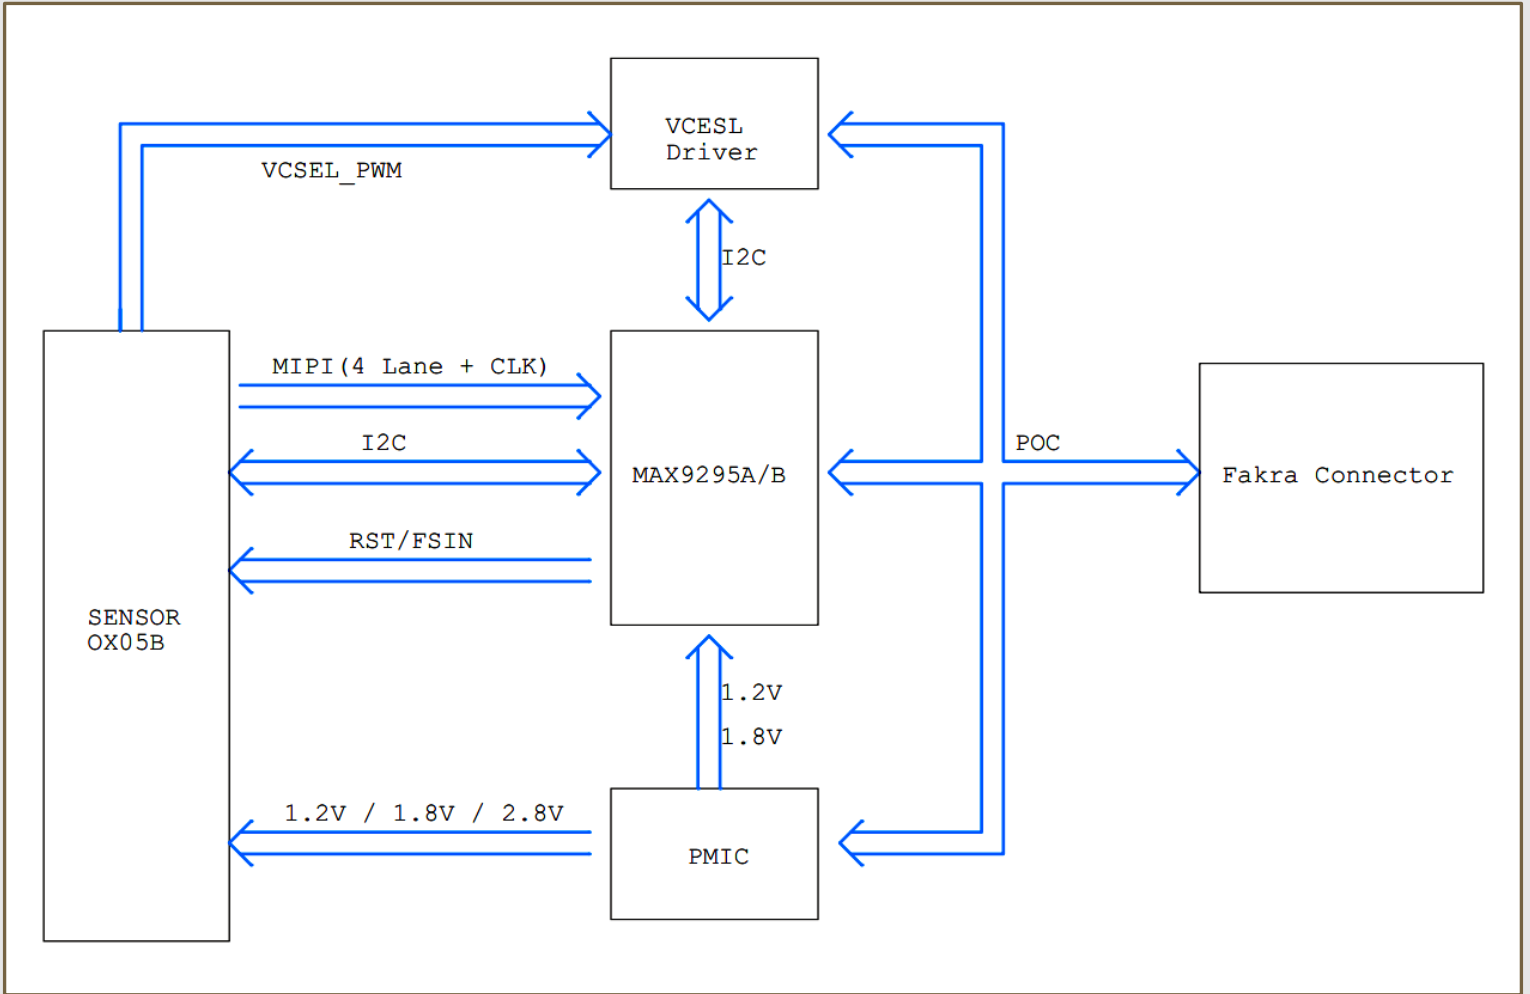 VCESL
Driver
VCSEL_PWM
I2C
MIPI(4 Lane + CLK)
I2C
POC
MAX9295A/B
Fakra Connector
RST/FSIN
SENSOR
OX05B
1.2V
1.8V
1.2V / 1.8V / 2.8V
PMIC